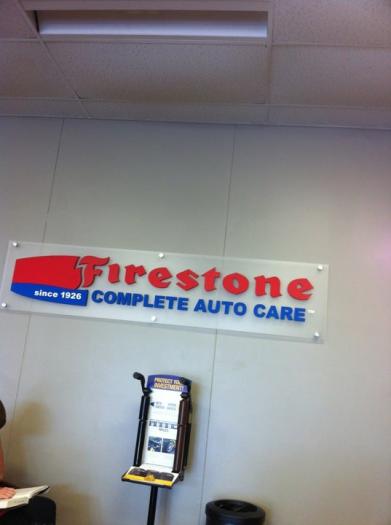 Firestone
since 1926
COMPLETE AUTO CARE
PROTECT YOUR
INVESTMENT!